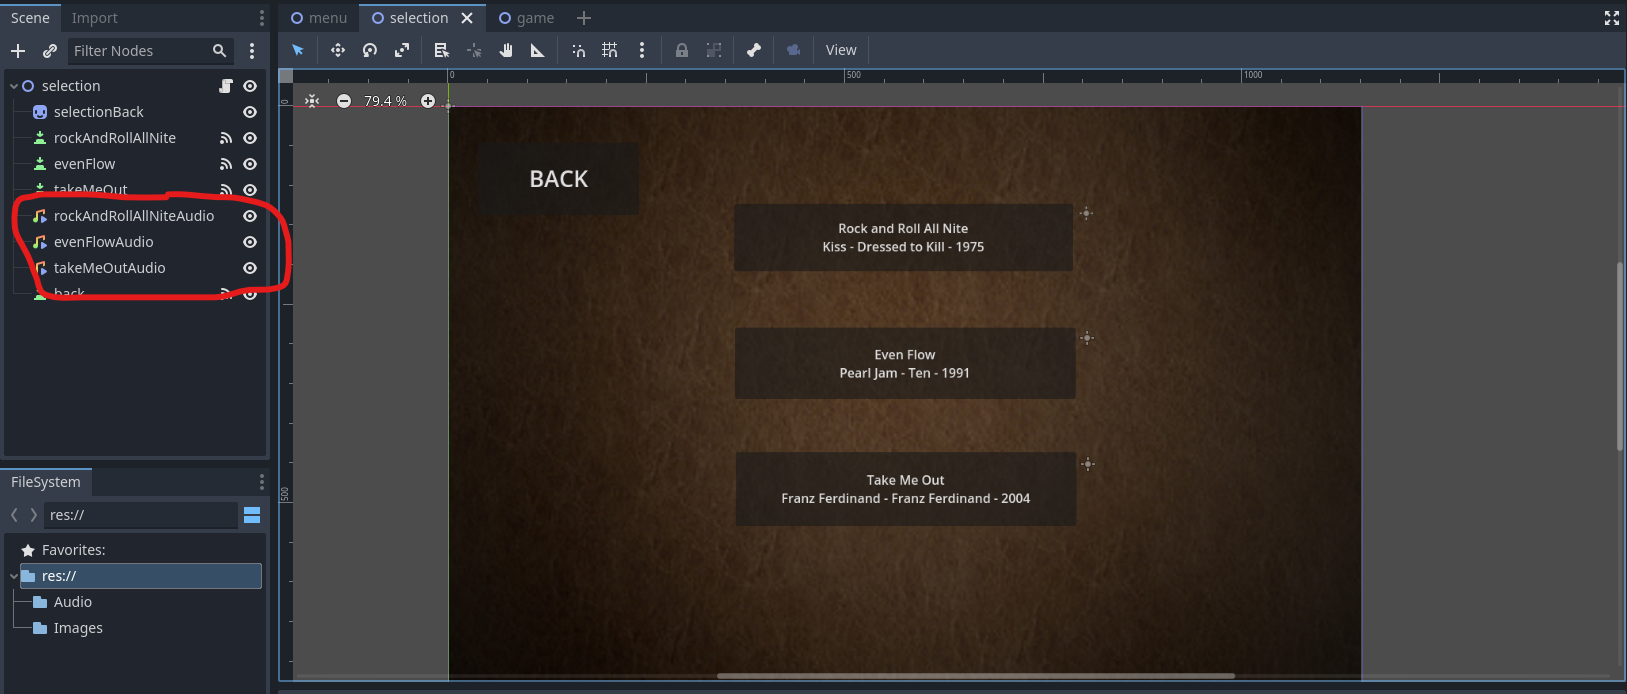 Scene Import
Filter Nodes
selection
selectionBack
rockAndRollAllNite
evenFlow
takeMeOut
rockAndRollAllNiteAudio
evenFlowAudio
takeMeOutAudio
back
FileSystem
res://
Favorites:
res://
Audio
Images
menu selection game
View
0 500 1000
0
500
79.4 %
BACK
Rock and Roll All Nite
Kiss - Dressed to Kill - 1975
Even Flow
Pearl Jam - Ten - 1991
Take Me Out
Franz Ferdinand - Franz Ferdinand - 2004